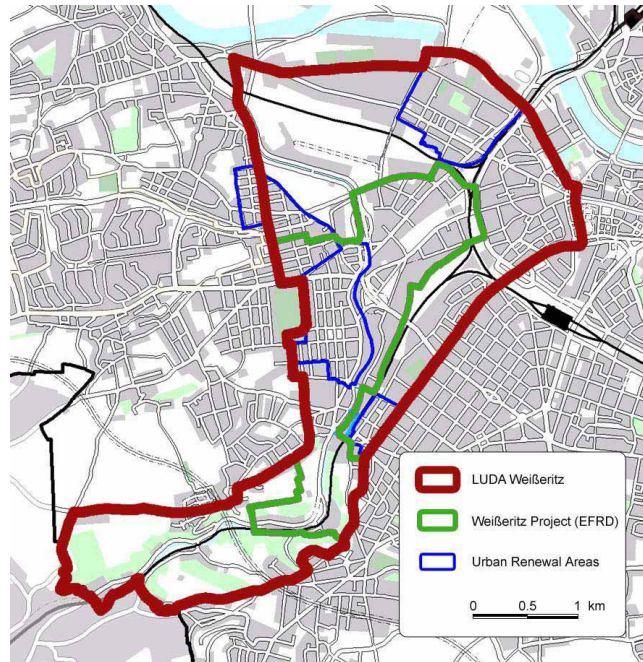 LUDA Weißeritz
Weißeritz Project (EFRD)
Urban Renewal Areas
0 0.5 1 km